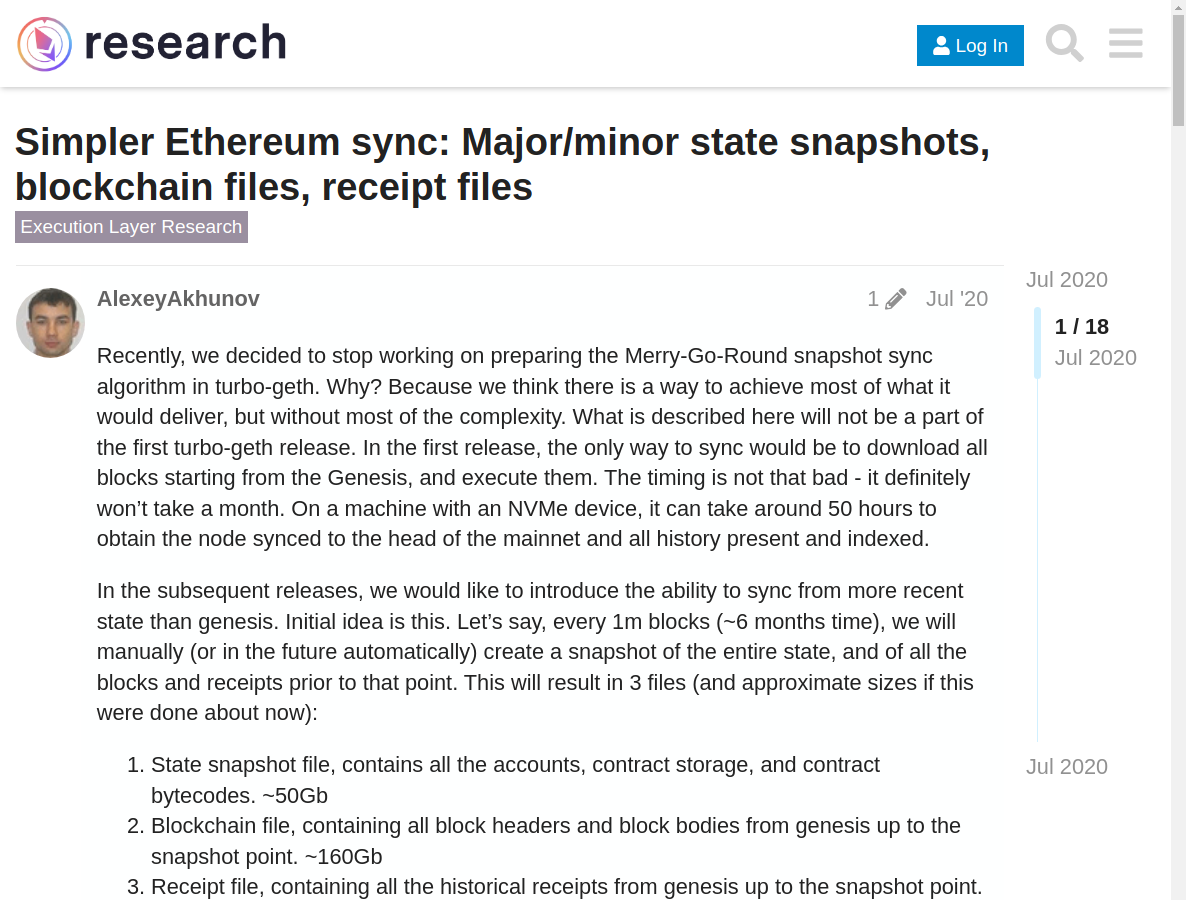 research
Log In
Simpler Ethereum sync: Major/minor state snapshots,
blockchain files, receipt files
Execution Layer Research
AlexeyAkhunov
1
Jul '20
Recently, we decided to stop working on preparing the Merry-Go-Round snapshot sync
algorithm in turbo-geth. Why? Because we think there is a way to achieve most of what it
would deliver, but without most of the complexity. What is described here will not be a part of
the first turbo-geth release. In the first release, the only way to sync would be to download all
blocks starting from the Genesis, and execute them. The timing is not that bad - it definitely
won’t take a month. On a machine with an NVMe device, it can take around 50 hours to
obtain the node synced to the head of the mainnet and all history present and indexed.
In the subsequent releases, we would like to introduce the ability to sync from more recent
state than genesis. Initial idea is this. Let’s say, every 1m blocks (~6 months time), we will
manually (or in the future automatically) create a snapshot of the entire state, and of all the
blocks and receipts prior to that point. This will result in 3 files (and approximate sizes if this
were done about now):
1. State snapshot file, contains all the accounts, contract storage, and contract
bytecodes. ~50Gb
2. Blockchain file, containing all block headers and block bodies from genesis up to the
snapshot point. ~160Gb
3. Receipt file, containing all the historical receipts from genesis up to the snapshot point.
Jul 2020
1 / 18
Jul 2020
Jul 2020